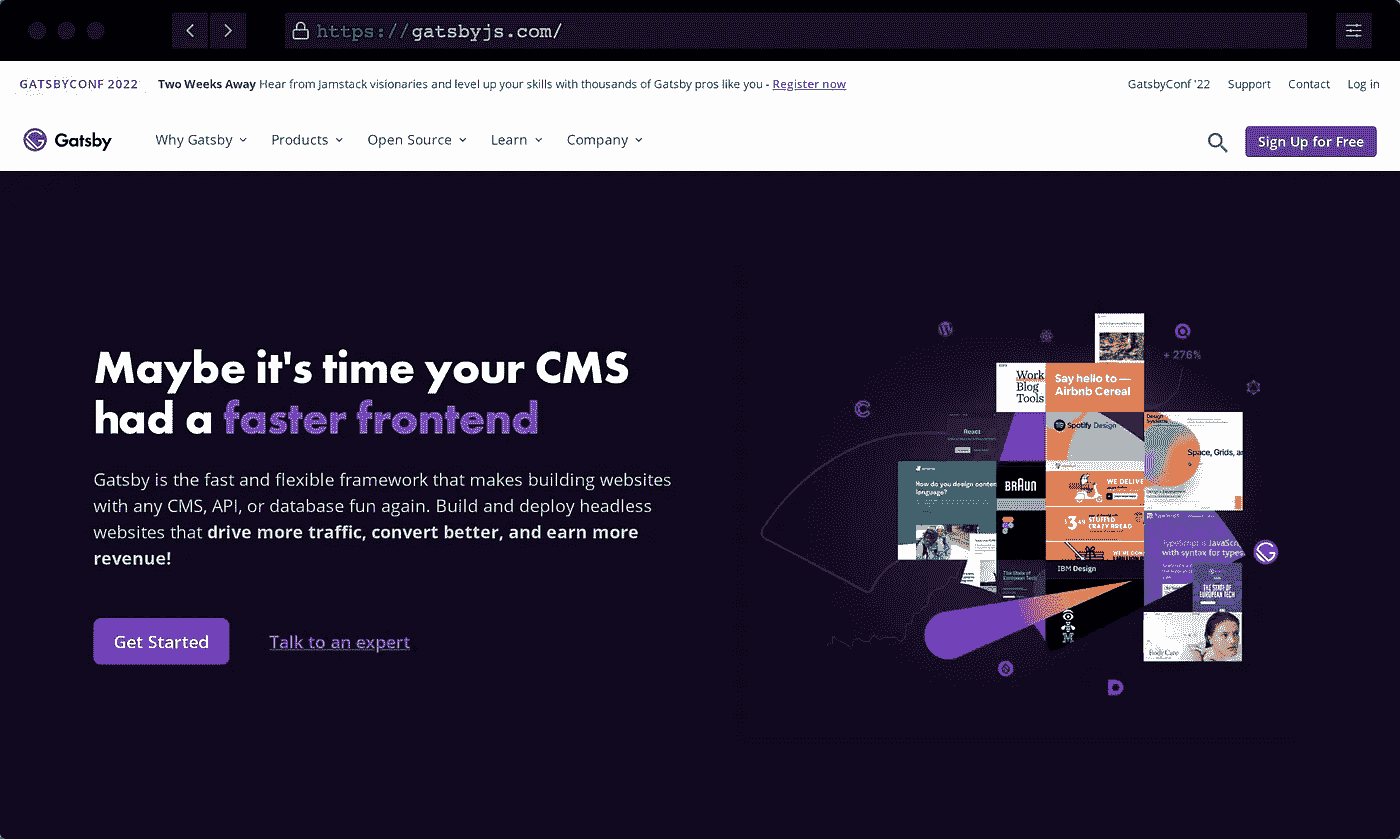 https://gatsbyjs.com/
GATSBYCONF 2022 Two Weeks Away Hear from Jamstack visionaries and level up your skills with thousands of Gatsby pros like you - Register now GatsbyConf '22 Support Contact Log in
Gatsby Why Gatsby Products Open Source Learn Company Sign Up for Free
Maybe it's time your CMS
had a faster frontend
Gatsby is the fast and flexible framework that makes building websites
with any CMS, API, or database fun again. Build and deploy headless
websites that drive more traffic, convert better, and earn more
revenue!
Get Started Talk to an expert
+ 276%
Work
Blog
Tools
Say hello to —
Airbnb Cereal
React
Spotify Design
Design
Systems
Space, Grids, a
How do you design
language?
BRAUN
WE DELIVE
$3.49 STUFFED
CRAZY BREAD
IBM Design
TypeScript is JavaScr
with syntax for types.
The State of
European Tech
THE STATE OF
EUROPEAN TECH
Body Care